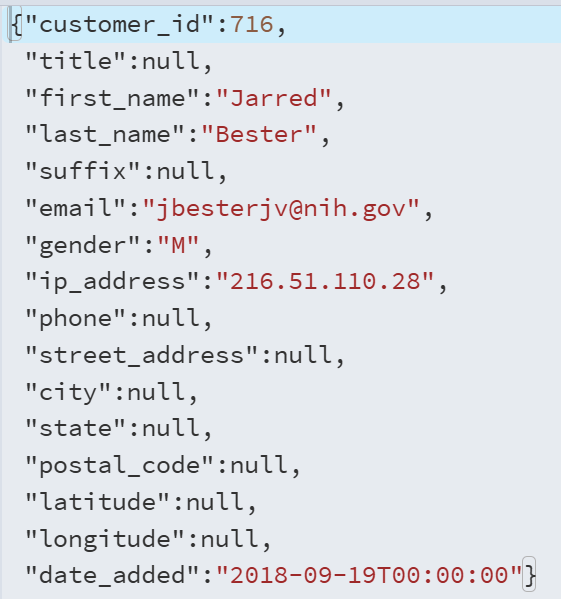 {"customer_id":716,
"title":null,
"first_name":"Jarred",
"last_name":"Bester",
"suffix":null,
"email":"jbesterjv@nih.gov",
"gender":"M",
"ip_address":"216.51.110.28",
"phone":null,
"street_address":null,
"city":null,
"state":null,
"postal_code":null,
"latitude":null,
"longitude":null,
"date_added":"2018-09-19T00:00:00"}